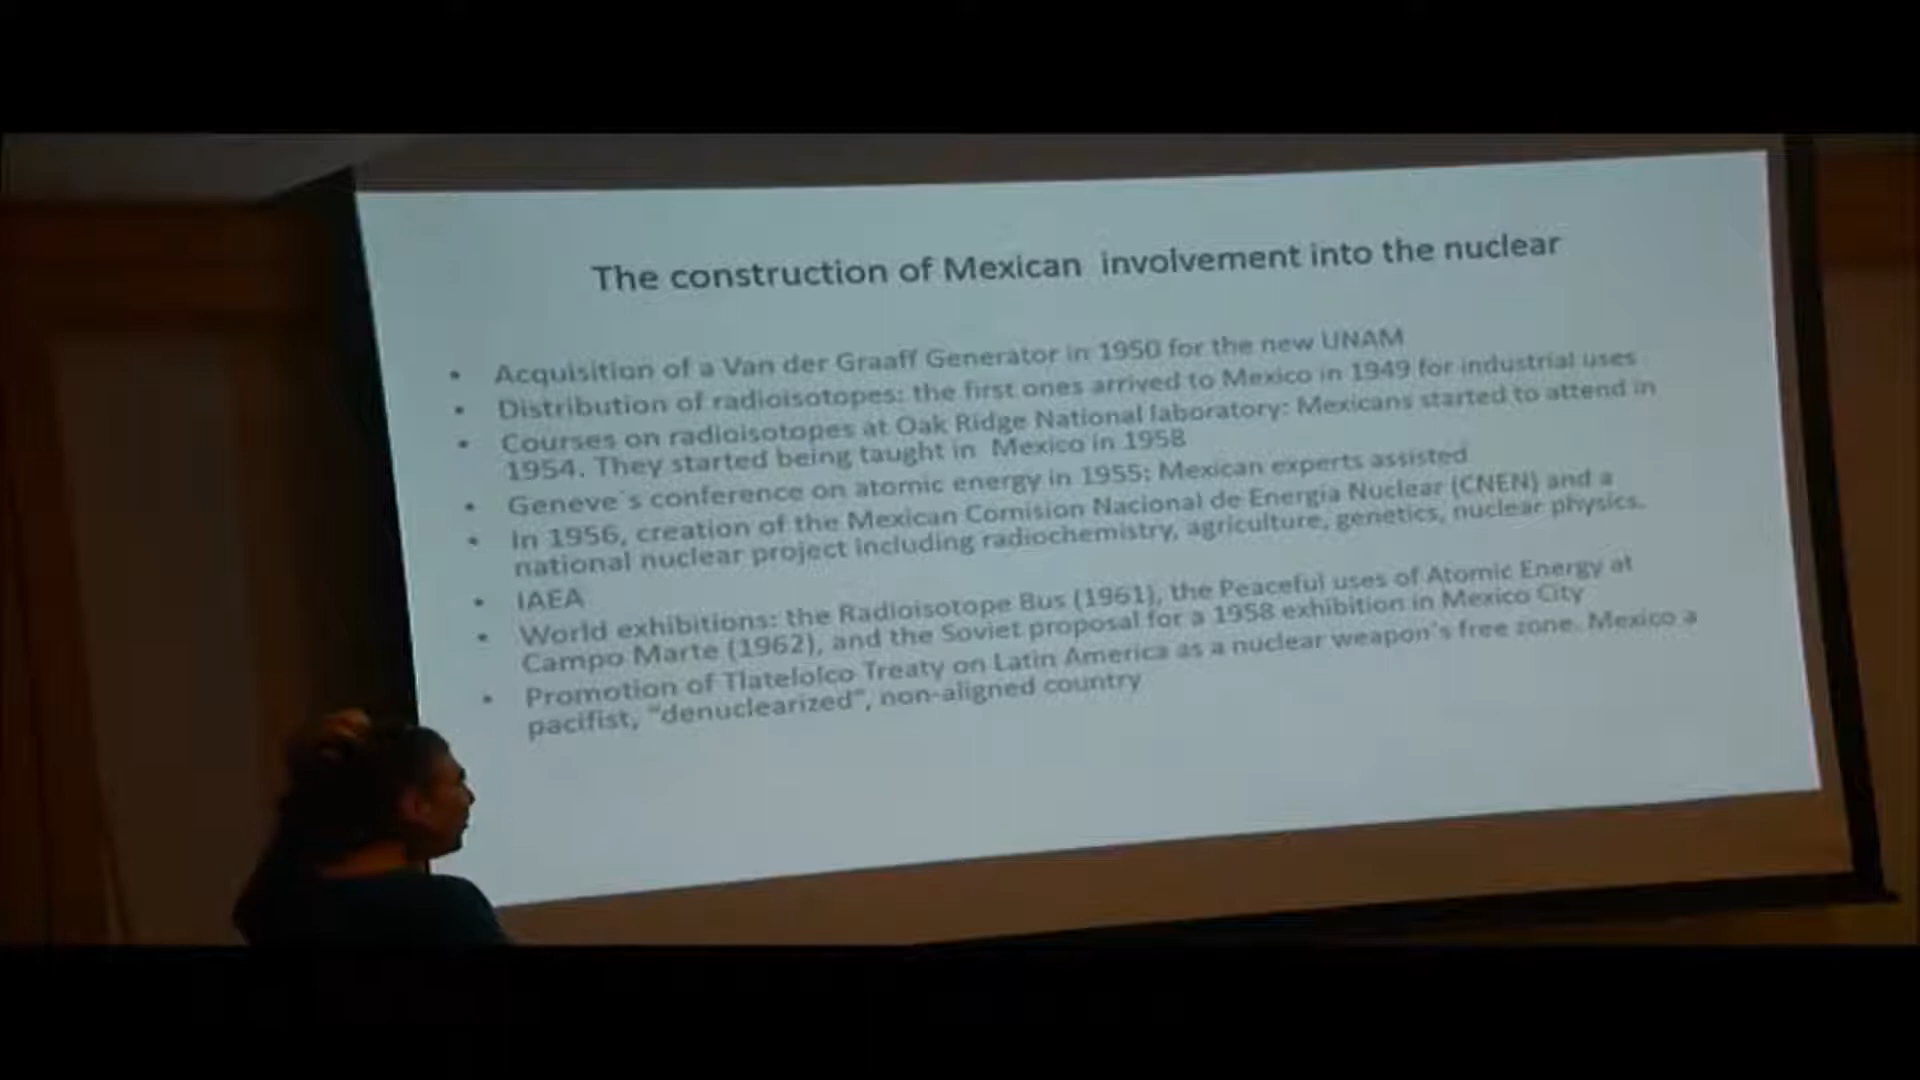 The construction of Mexican involvement into the nuclear
• Acquisition of a Van der Graaff Generator in 1950 for the new UNAM
• Distribution of radioisotopes: the first ones arrived to Mexico in 1949 for industrial uses
• Courses on radioisotopes at Oak Ridge National laboratory: Mexicans started to attend in
1954. They started being taught in Mexico in 1958
• Geneve´s conference on atomic energy in 1955: Mexican experts assisted
• In 1956, creation of the Mexican Comision Nacional de Energía Nuclear (CNEN) and a
national nuclear project including radiochemistry, agriculture, genetics, nuclear physics.
• IAEA
• World exhibitions: the Radioisotope Bus (1961), the Peaceful uses of Atomic Energy at
Campo Marte (1962), and the Soviet proposal for a 1958 exhibition in Mexico City
• Promotion of Tlatelolco Treaty on Latin America as a nuclear weapon´s free zone. Mexico a
pacifist, "denuclearized", non-aligned country